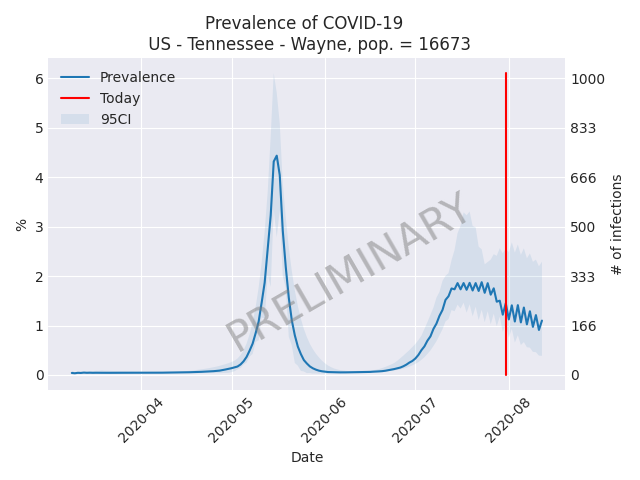 Prevalence of COVID-19
US - Tennessee - Wayne, pop. = 16673
Prevalence
Today
95CI
6
5
4
3
2
1
0
%
1000
833
666
500
333
166
0
# of infections
PRELIMINARY
2020-04
2020-05
2020-06
2020-07
2020-08
Date